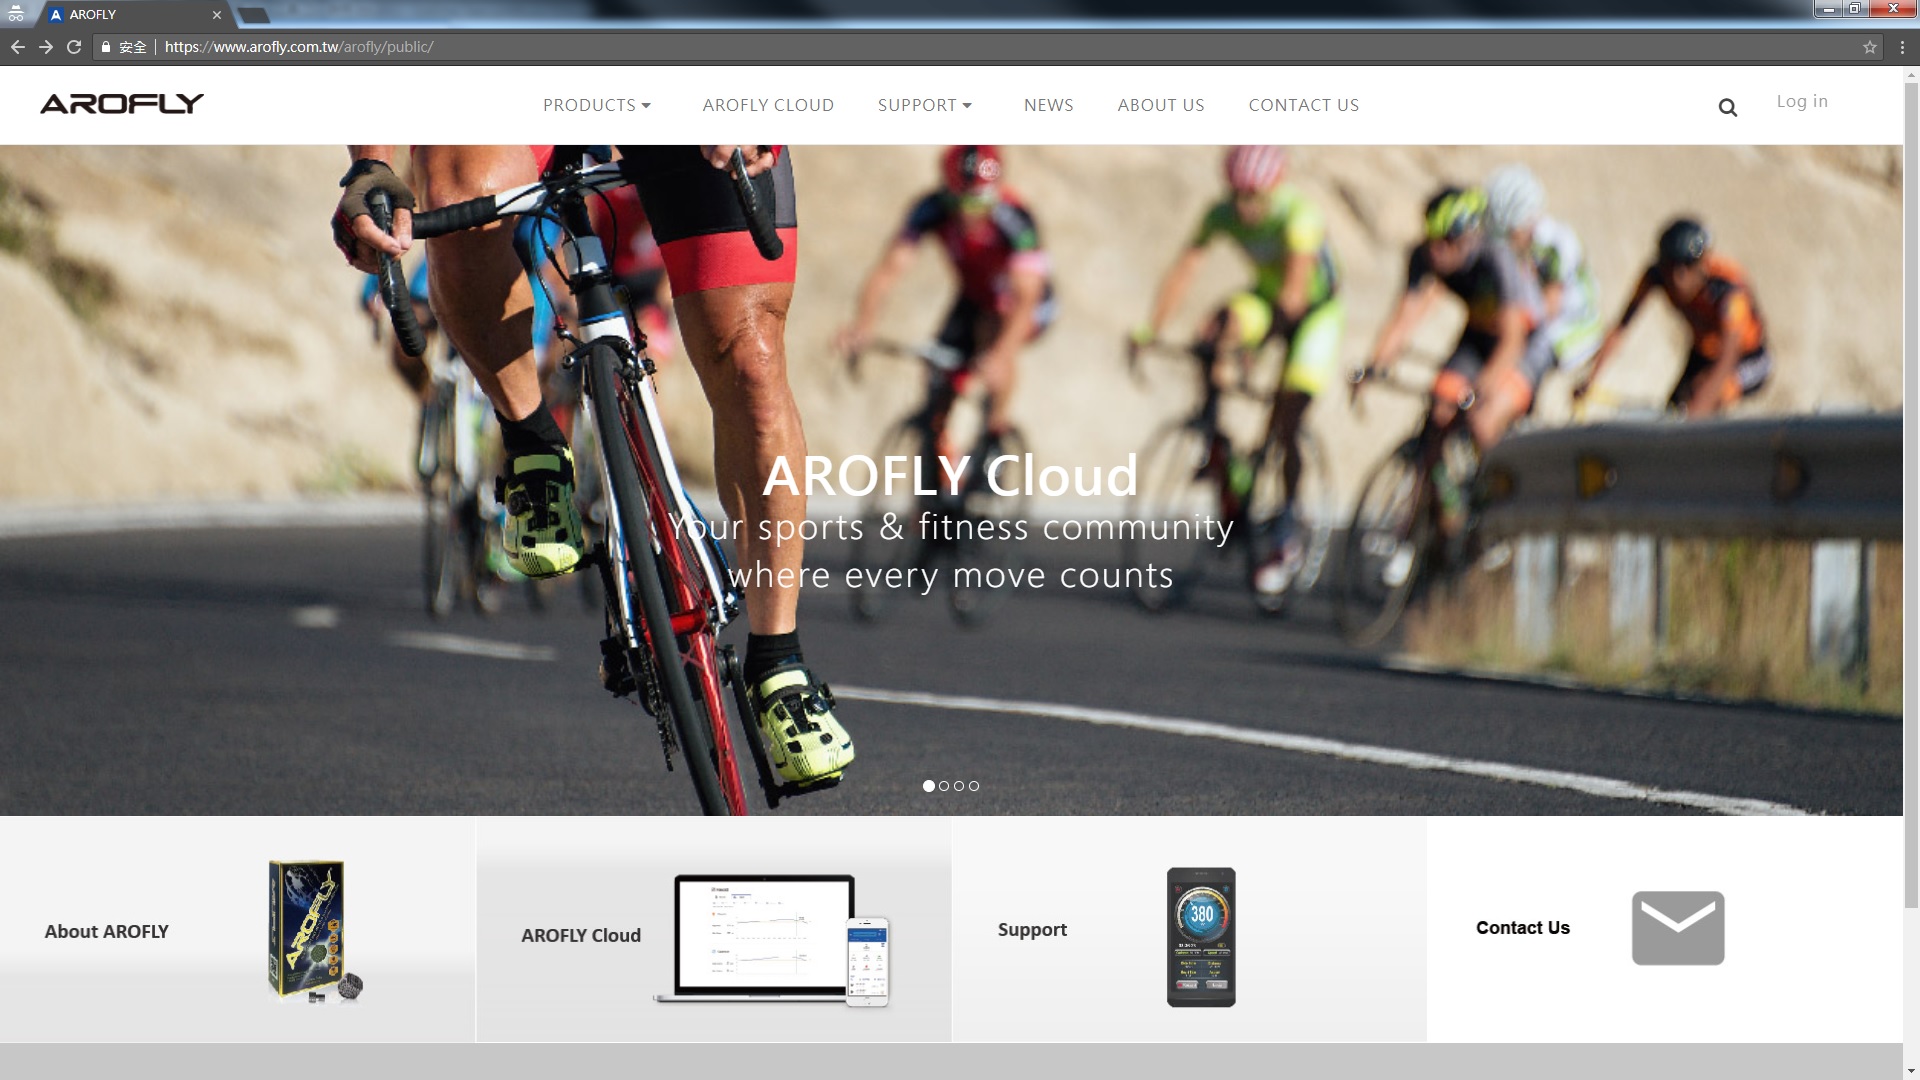 AROFLY
安全
https://www.arofly.com.tw/arofly/public/
AROFLY
PRODUCTS
AROFLY CLOUD
SUPPORT
NEWS
ABOUT US
CONTACT US
Log in
AROFLY Cloud
Your sports & fitness community
where every move counts
About AROFLY
AROFLY
AROFLY Cloud
Support
380
Contact Us